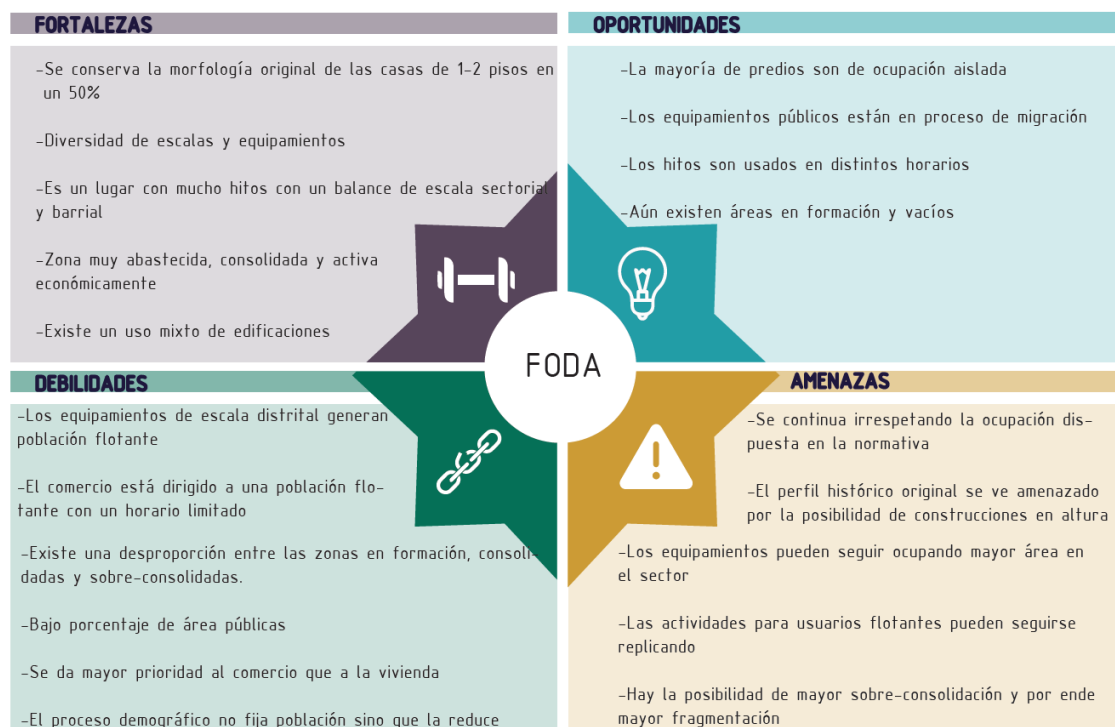 FORTALEZAS
-Se conserva la morfología original de las casas de 1-2 pisos en
un 50%
-Diversidad de escalas y equipamientos
-Es un lugar con mucho hitos con un balance de escala sectorial
y barrial
-Zona muy abastecida, consolidada y activa
económicamente
-Existe un uso mixto de edificaciones
OPORTUNIDADES
-La mayoría de predios son de ocupación aislada
-Los equipamientos públicos están en proceso de migración
-Los hitos son usados en distintos horarios
-Aún existen áreas en formación y vacíos
FODA
DEBILIDADES
-Los equipamientos de escala distrital generan
población flotante
-El comercio está dirigido a una población flo-
tante con un horario limitado
-Existe una desproporción entre las zonas en formación, consoli-
dadas y sobre-consolidadas.
-Bajo porcentaje de área públicas
-Se da mayor prioridad al comercio que a la vivienda
-El proceso demográfico no fija población sino que la reduce
AMENAZAS
-Se continua irrespetando la ocupación dis-
puesta en la normativa
-El perfil histórico original se ve amenazado
por la posibilidad de construcciones en altura
-Los equipamientos pueden seguir ocupando mayor área en
el sector
-Las actividades para usuarios flotantes pueden seguirse
replicando
-Hay la posibilidad de mayor sobre-consolidación y por ende
mayor fragmentación